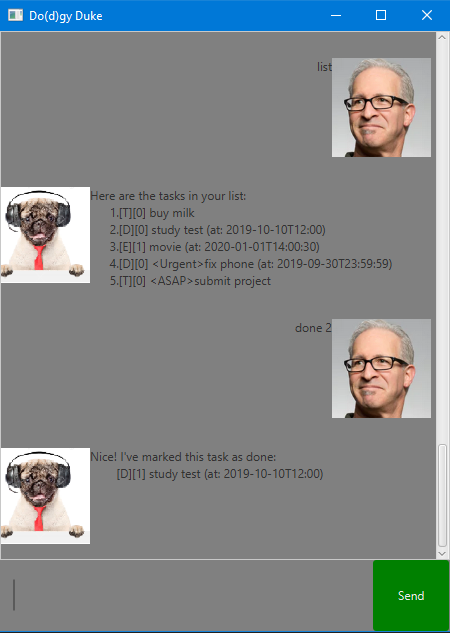 Do(d)gy Duke
list
Here are the tasks in your list:
1.[T][0] buy milk
2.[D][0] study test (at: 2019-10-10T12:00)
3.[E][1] movie (at: 2020-01-01T14:00:30)
4.[D][0] <Urgent>fix phone (at: 2019-09-30T23:59:59)
5.[T][0] <ASAP>submit project
done 2
Nice! I've marked this task as done:
[D][1] study test (at: 2019-10-10T12:00)
Send